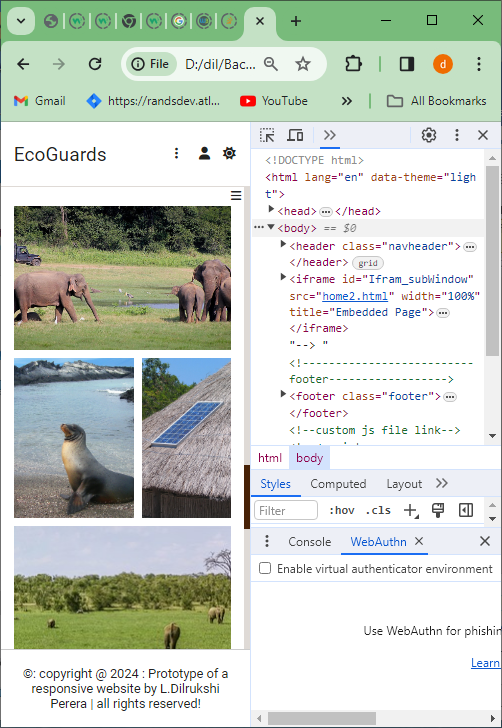 File
D:/dil/Bac...
d
Gmail
https://randsdev.atl...
YouTube
All Bookmarks
EcoGuards
©: copyright @ 2024 : Prototype of a
responsive website by L.Dilrukshi
Perera | all rights reserved!
<!DOCTYPE html>
<html lang="en" data-theme="ligh
t">
<head>…</head>
<body> == $0
<header class="navheader">…
</header> grid
<iframe id="Ifram_subWindow"
src="home2.html" width="100%"
title="Embedded Page">…
</iframe>
"--> "
<!------------------------
footer------------------>
<footer class="footer">…
</footer>
<!--custom js file link-->
html body
Styles Computed Layout
Filter :hov .cls
Console WebAuthn
Enable virtual authenticator environment
Use WebAuthn for phishin
Learn